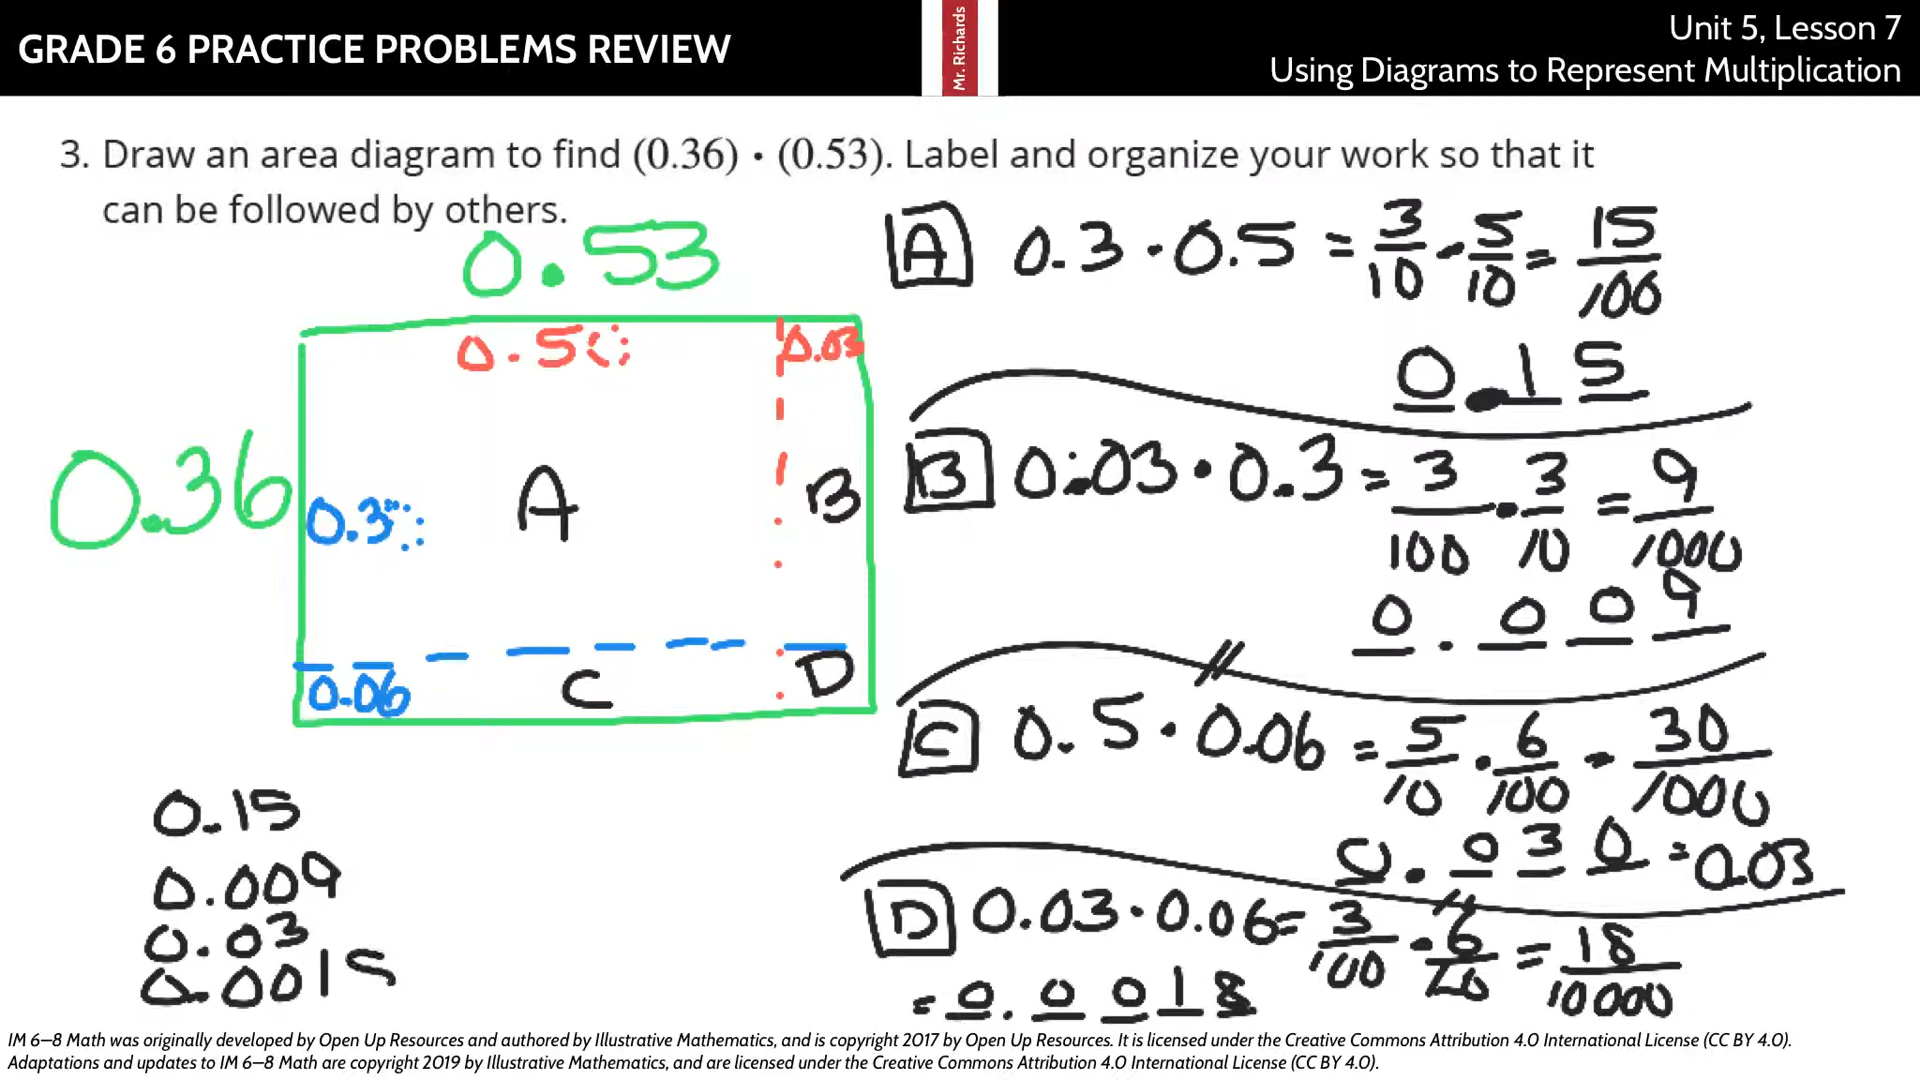 GRADE 6 PRACTICE PROBLEMS REVIEW
Mr. Richards
Unit 5, Lesson 7
Using Diagrams to Represent Multiplication
3. Draw an area diagram to find (0.36) · (0.53). Label and organize your work so that it
can be followed by others.
0.53
0.5
0.03
0.36
0.3
A
B
0.06
C
D
A 0.3 · 0.5 = 3/10 · 5/10 = 15/100
0.15
B 0.03 · 0.3 = 3/100 · 3/10 = 9/1000
0.009
C 0.5 · 0.06 = 5/10 · 6/100 = 30/1000
0.030 = 0.03
D 0.03 · 0.06 = 3/100 · 6/ = 18/10000
= 0.0018
0.15
0.009
0.03
0.001
IM 6–8 Math was originally developed by Open Up Resources and authored by Illustrative Mathematics, and is copyright 2017 by Open Up Resources. It is licensed under the Creative Commons Attribution 4.0 International License (CC BY 4.0).
Adaptations and updates to IM 6–8 Math are copyright 2019 by Illustrative Mathematics, and are licensed under the Creative Commons Attribution 4.0 International License (CC BY 4.0).